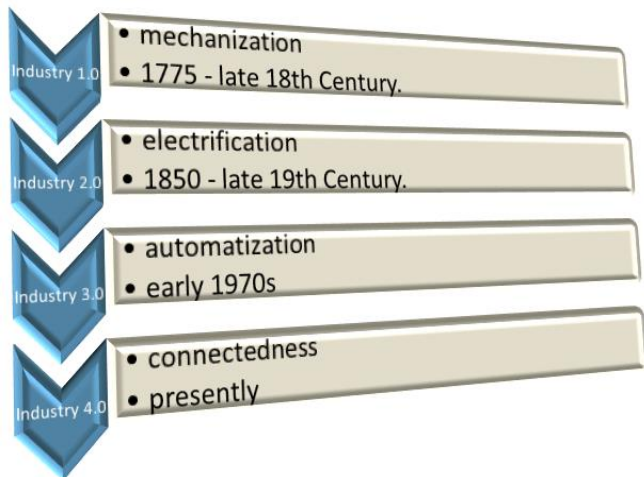 Industry 1.0
• mechanization
• 1775 - late 18th Century.
Industry 2.0
• electrification
• 1850 - late 19th Century.
Industry 3.0
• automatization
• early 1970s
Industry 4.0
• connectedness
• presently